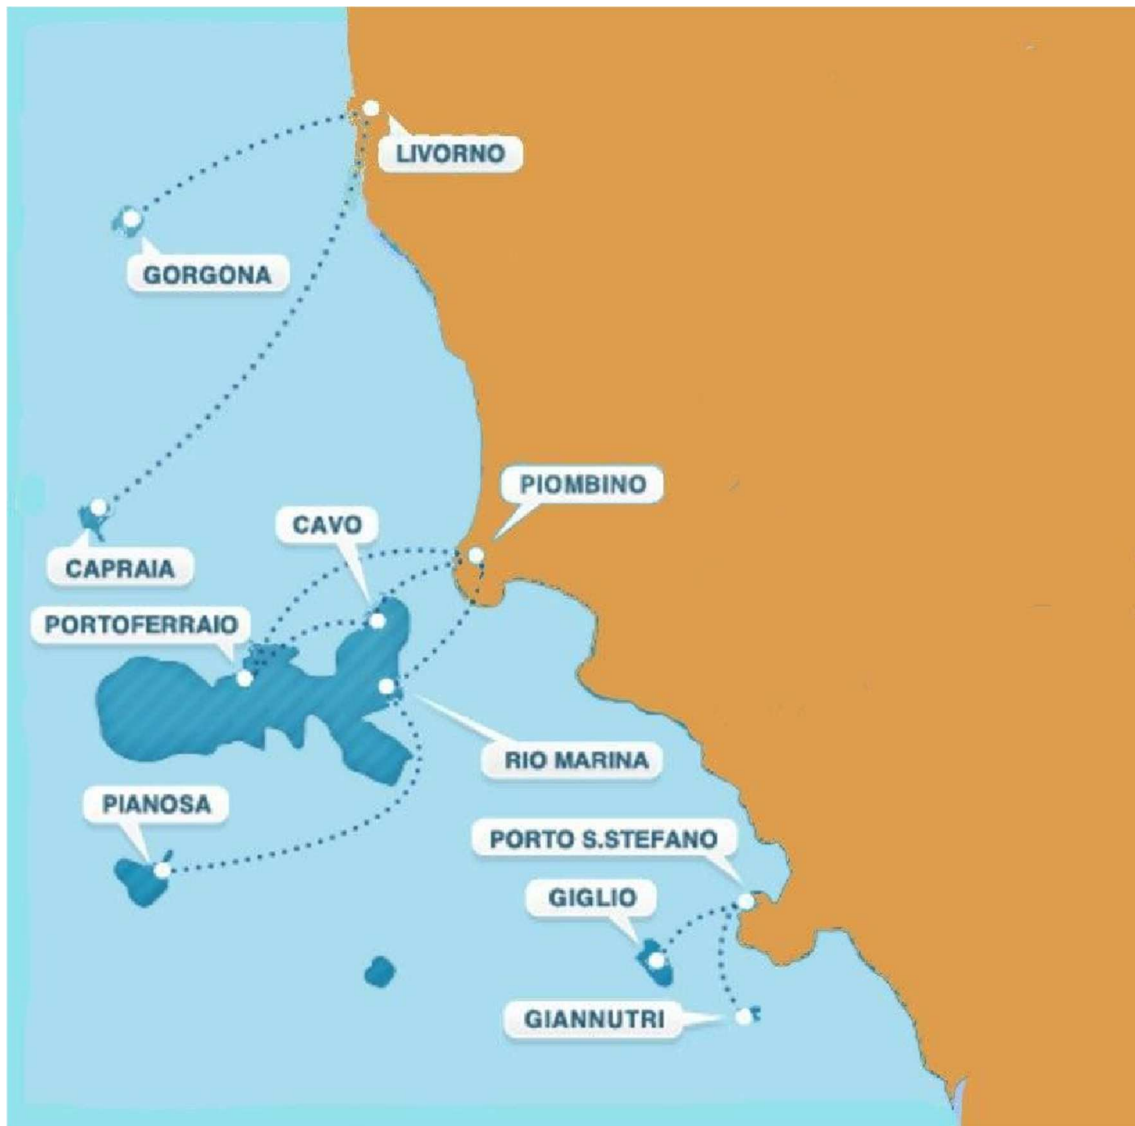 LIVORNO
GORGONA
PIOMBINO
CAVO
CAPRAIA
PORTOFERRAIO
RIO MARINA
PIANOSA
PORTO S.STEFANO
GIGLIO
GIANNUTRI